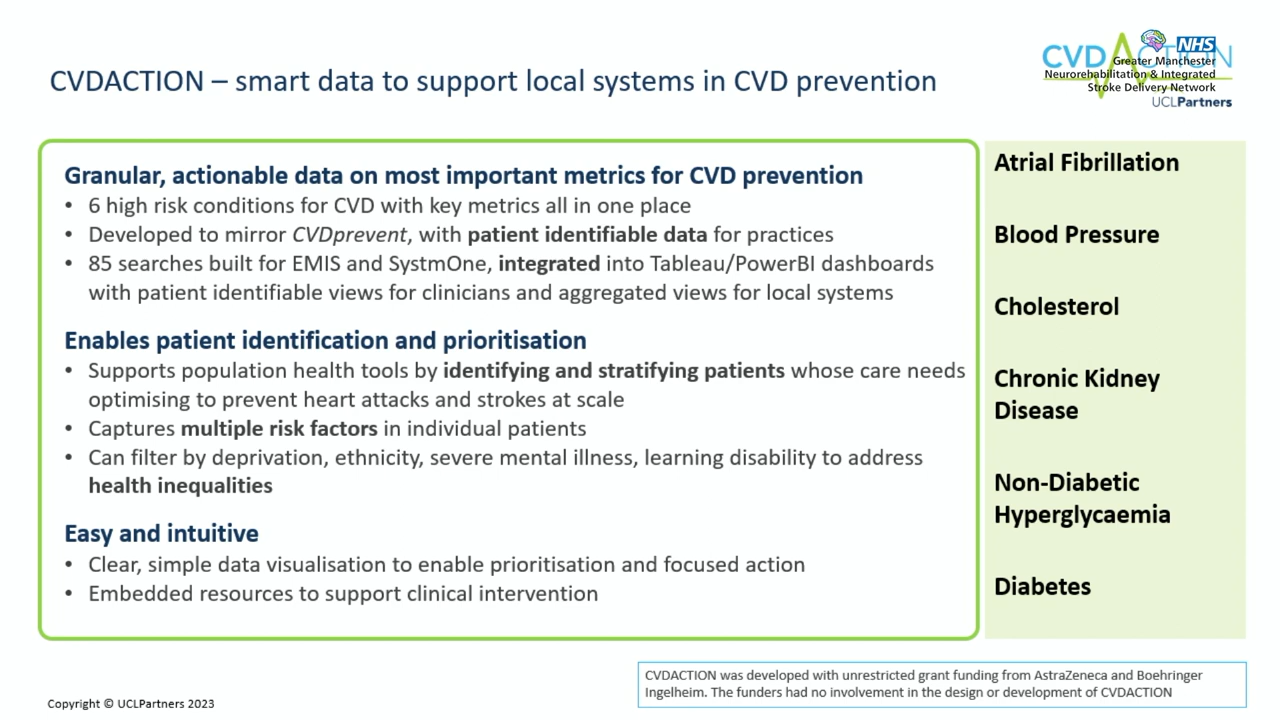 CVDACTION – smart data to support local systems in CVD prevention
CVDACTION
NHS
Greater Manchester
Neurorehabilitation & Integrated
Stroke Delivery Network
UCLPartners
Granular, actionable data on most important metrics for CVD prevention
• 6 high risk conditions for CVD with key metrics all in one place
• Developed to mirror CVDprevent, with patient identifiable data for practices
• 85 searches built for EMIS and SystmOne, integrated into Tableau/PowerBI dashboards
with patient identifiable views for clinicians and aggregated views for local systems
Enables patient identification and prioritisation
• Supports population health tools by identifying and stratifying patients whose care needs
optimising to prevent heart attacks and strokes at scale
• Captures multiple risk factors in individual patients
• Can filter by deprivation, ethnicity, severe mental illness, learning disability to address
health inequalities
Easy and intuitive
• Clear, simple data visualisation to enable prioritisation and focused action
• Embedded resources to support clinical intervention
Atrial Fibrillation
Blood Pressure
Cholesterol
Chronic Kidney
Disease
Non-Diabetic
Hyperglycaemia
Diabetes
CVDACTION was developed with unrestricted grant funding from AstraZeneca and Boehringer
Ingelheim. The funders had no involvement in the design or development of CVDACTION
Copyright © UCLPartners 2023